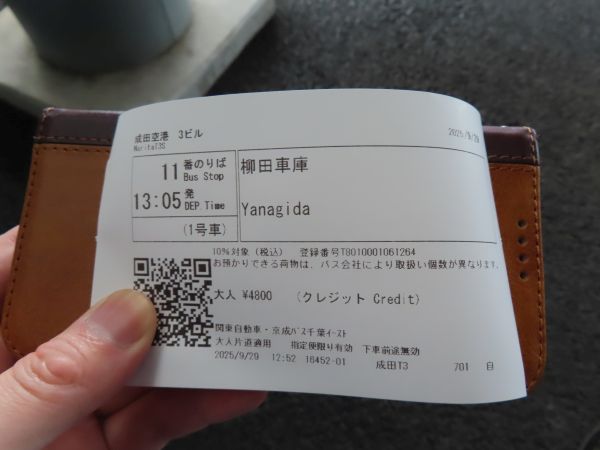 成田空港 3ビル
NaritaT3S
2025/9/29
11 番のりば
Bus Stop
13:05 発
DEP Time
(1号車)
柳田車庫
Yanagida
10%対象(税込) 登録番号T8010001061264
お預かりできる荷物は、バス会社により取扱い個数が異なります
大人 ¥4800 (クレジット Credit)
関東自動車・京成バス千葉イースト
大人片道適用 指定便限り有効 下車前途無効
2025/9/29 12:52 16452-01 成田T3 701 自